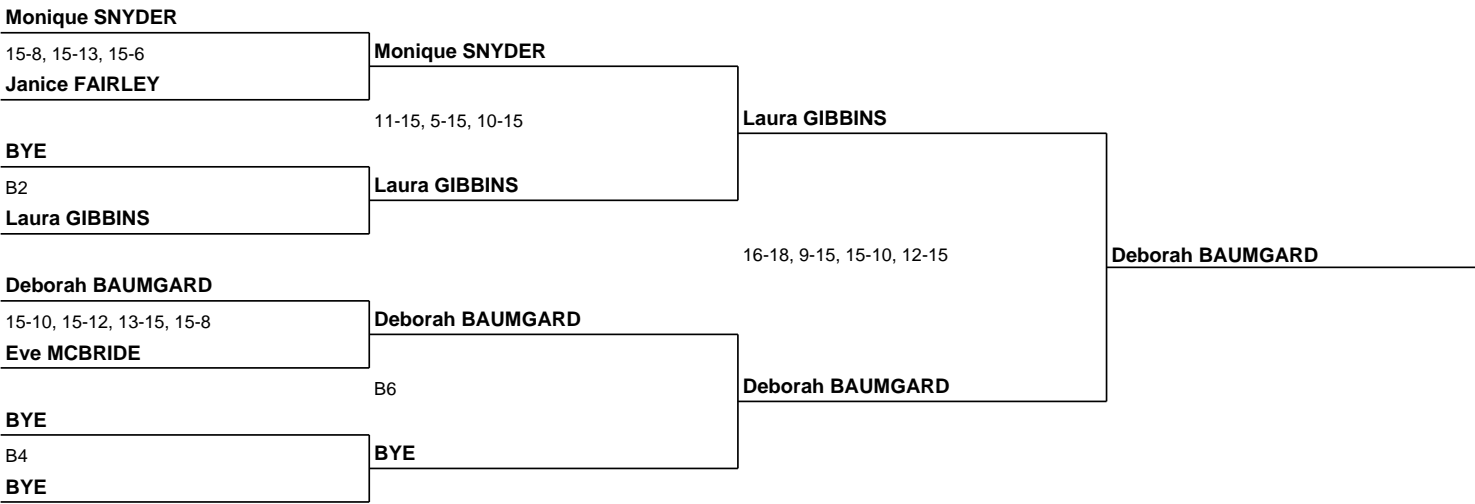 Monique SNYDER
15-8, 15-13, 15-6
Janice FAIRLEY
BYE
B2
Laura GIBBINS
Deborah BAUMGARD
15-10, 15-12, 13-15, 15-8
Eve MCBRIDE
BYE
B4
BYE
Monique SNYDER
11-15, 5-15, 10-15
Laura GIBBINS
Deborah BAUMGARD
B6
BYE
Laura GIBBINS
16-18, 9-15, 15-10, 12-15
Deborah BAUMGARD
Deborah BAUMGARD